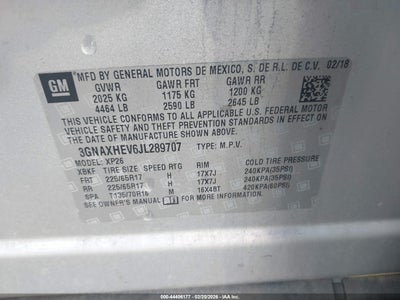 GM
MFD BY GENERAL MOTORS DE MEXICO, S. DE R.L. DE C.V. 02/18
GVWR GAWR FRT GAWR RR
2025 KG 1175 KG 1200 KG
4464 LB 2590 LB 2645 LB
THIS VEHICLE CONFORMS TO ALL APPLICABLE U.S. FEDERAL MOTOR
VEHICLE SAFETY, BUMPER, AND THEFT PREVENTION STANDARDS
IN EFFECT ON THE DATE OF MANUFACTURE SHOWN ABOVE.
3GNAXHEV6JL289707 TYPE: M.P.V.
MODEL: XP26
XBKF TIRE SIZE SPEED RTG RIM COLD TIRE PRESSURE
FRT 225/65R17 H 17X7J 240KPA(35PSI)
RR 225/65R17 H 17X7J 240KPA(35PSI)
SPA T135/70R16 M 16X4BT 420KPA(60PSI)
STOCK: 44406177 - 02/20/2026 - IAA INC.